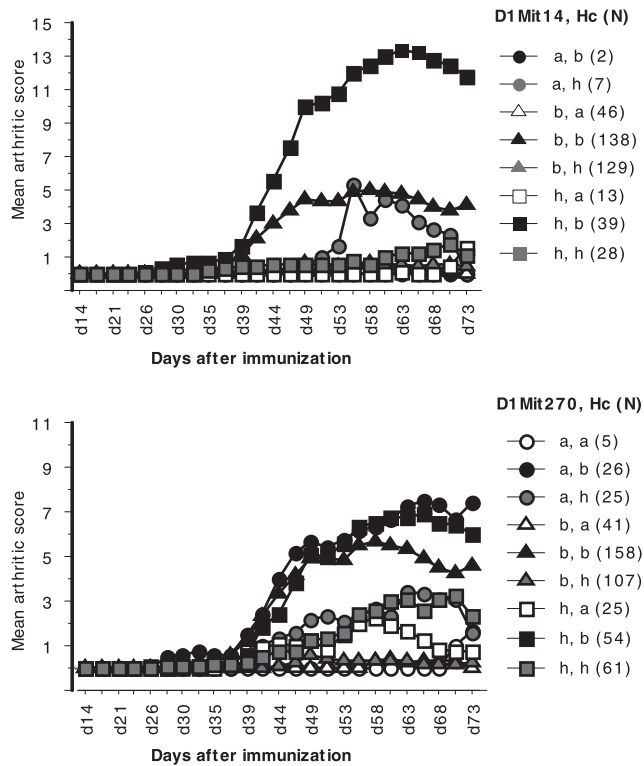 D1Mit14, Hc (N)
15
13
11
9
7
5
3
1
Mean arthritic score
a, b (2)
a, h (7)
b, a (46)
b, b (138)
b, h (129)
h, a (13)
h, b (39)
h, h (28)
d14 d21 d26 d30 d35 d39 d44 d49 d53 d58 d63 d68 d73
Days after immunization
D1Mit270, Hc (N)
11
9
7
5
3
1
Mean arthritic score
a, a (5)
a, b (26)
a, h (25)
b, a (41)
b, b (158)
b, h (107)
h, a (25)
h, b (54)
h, h (61)
d14 d21 d26 d30 d35 d39 d44 d49 d53 d58 d63 d68 d73
Days after immunization